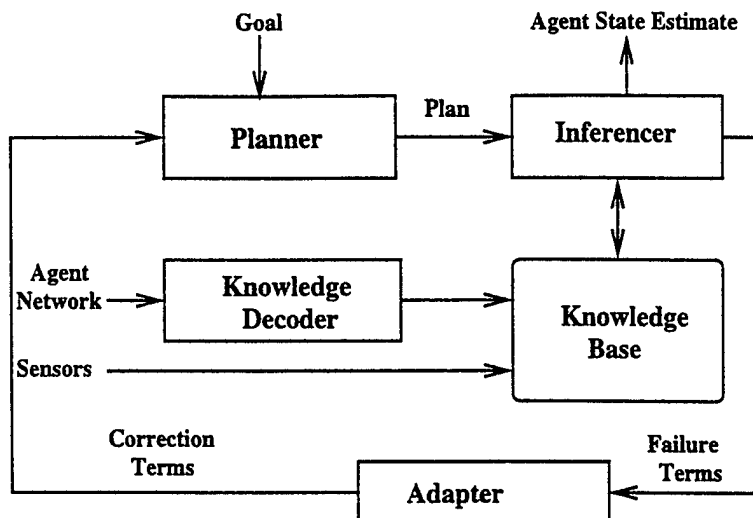 Goal
Agent State Estimate
Planner
Plan
Inferencer
Agent
Network
Knowledge
Decoder
Knowledge
Base
Sensors
Correction
Terms
Failure
Terms
Adapter